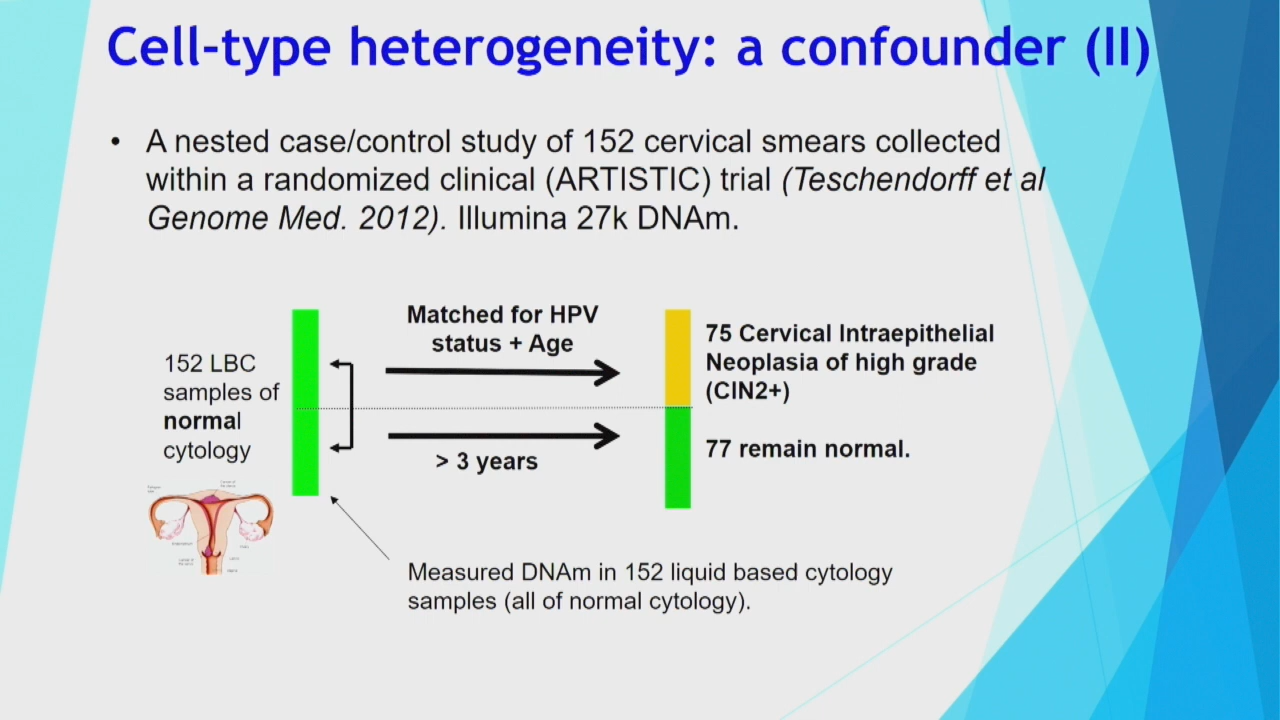 Cell-type heterogeneity: a confounder (II)
• A nested case/control study of 152 cervical smears collected
within a randomized clinical (ARTISTIC) trial (Teschendorff et al
Genome Med. 2012). Illumina 27k DNAm.
152 LBC
samples of
normal
cytology
Matched for HPV
status + Age
> 3 years
75 Cervical Intraepithelial
Neoplasia of high grade
(CIN2+)
77 remain normal.
Measured DNAm in 152 liquid based cytology
samples (all of normal cytology).